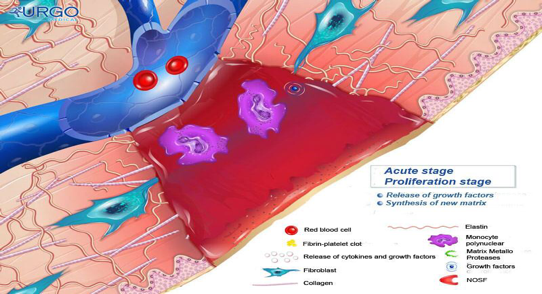 URGO
Acute stage
Proliferation stage
Release of growth factors
Synthesis of new matrix
Red blood cell
Fibrin-platelet clot
Release of cytokines and growth factors
Fibroblast
Collagen
Elastin
Monocyte
polynuclear
Matrix Metallo
Proteases
Growth factors
NOSF